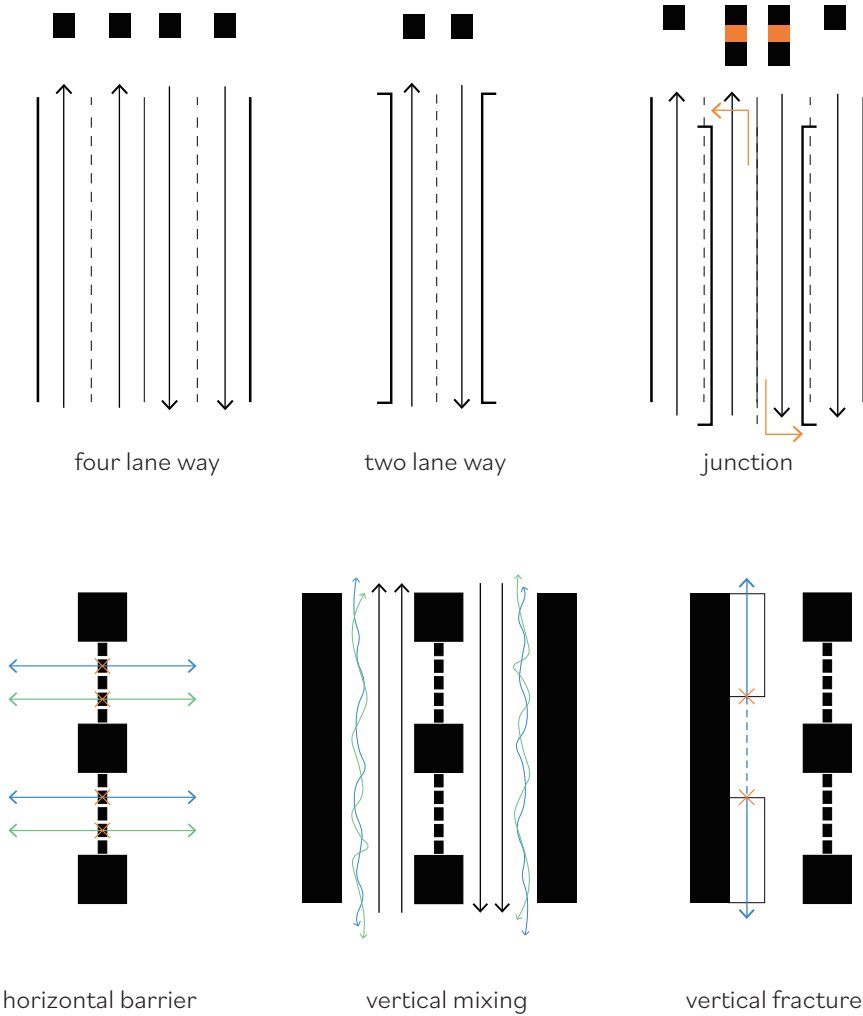 four lane way
two lane way
junction
horizontal barrier
vertical mixing
vertical fracture